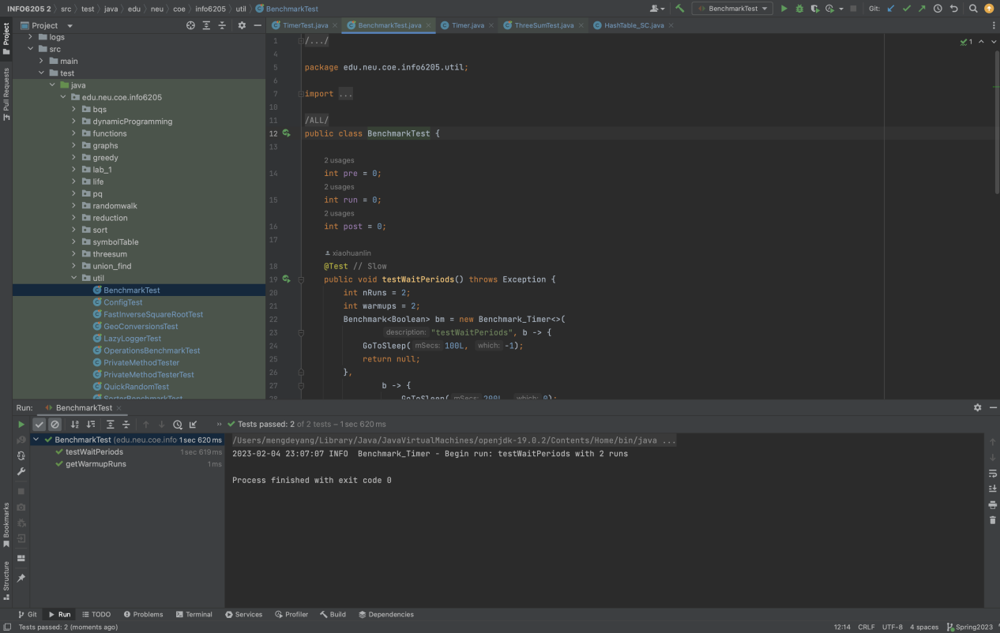 INFO6205 2 src test java edu neu coe info6205 util BenchmarkTest
BenchmarkTest Git:
Project
TimerTest.java BenchmarkTest.java Timer.java ThreeSumTest.java HashTable_SC.java
Project
Pull Requests
Bookmarks
Structure
logs
src
main
test
java
edu.neu.coe.info6205
bqs
dynamicProgramming
functions
graphs
greedy
lab_1
life
pq
randomwalk
reduction
sort
symbolTable
threesum
union_find
util
BenchmarkTest
ConfigTest
FastInverseSquareRootTest
GeoConversionsTest
LazyLoggerTest
OperationsBenchmarkTest
PrivateMethodTester
PrivateMethodTesterTest
QuickRandomTest
SorterBenchmarkTest
1 /.../
4
5 package edu.neu.coe.info6205.util;
6
7 import ...
10
11 /ALL/
12 public class BenchmarkTest {
13
2 usages
14 int pre = 0;
2 usages
15 int run = 0;
2 usages
16 int post = 0;
17
xiaohuanlin
18 @Test // Slow
19 public void testWaitPeriods() throws Exception {
20 int nRuns = 2;
21 int warmups = 2;
22 Benchmark<Boolean> bm = new Benchmark_Timer<>(
23 description: "testWaitPeriods", b -> {
24 GoToSleep( mSecs: 100L, which: -1);
25 return null;
26 },
27 b -> {
28 GoToSleep( mSecs: 200L, which: 0);
1
Run: BenchmarkTest
Tests passed: 2 of 2 tests – 1 sec 620 ms
BenchmarkTest (edu.neu.coe.info 1 sec 620 ms
testWaitPeriods 1 sec 619 ms
getWarmupRuns 1 ms
/Users/mengdeyang/Library/Java/JavaVirtualMachines/openjdk-19.0.2/Contents/Home/bin/java ...
2023-02-04 23:07:07 INFO  Benchmark_Timer - Begin run: testWaitPeriods with 2 runs
Process finished with exit code 0
Git Run TODO Problems Terminal Services Profiler Build Dependencies
Tests passed: 2 (moments ago)
12:14 CRLF UTF-8 4 spaces Spring2023